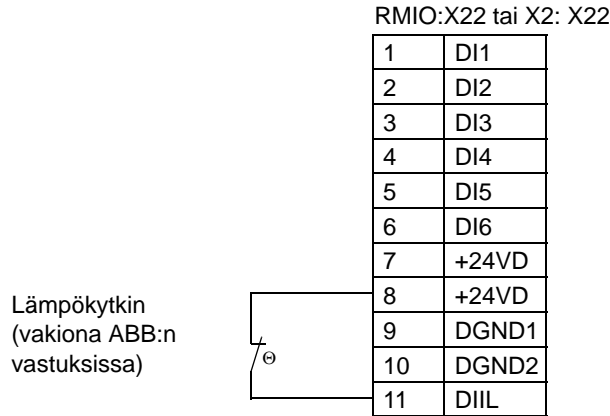 RMIO:X22 tai X2: X22
1 DI1
2 DI2
3 DI3
4 DI4
5 DI5
6 DI6
7 +24VD
8 +24VD
9 DGND1
10 DGND2
11 DIIL
Lämpökytkin
(vakiona ABB:n
vastuksissa)
Θ